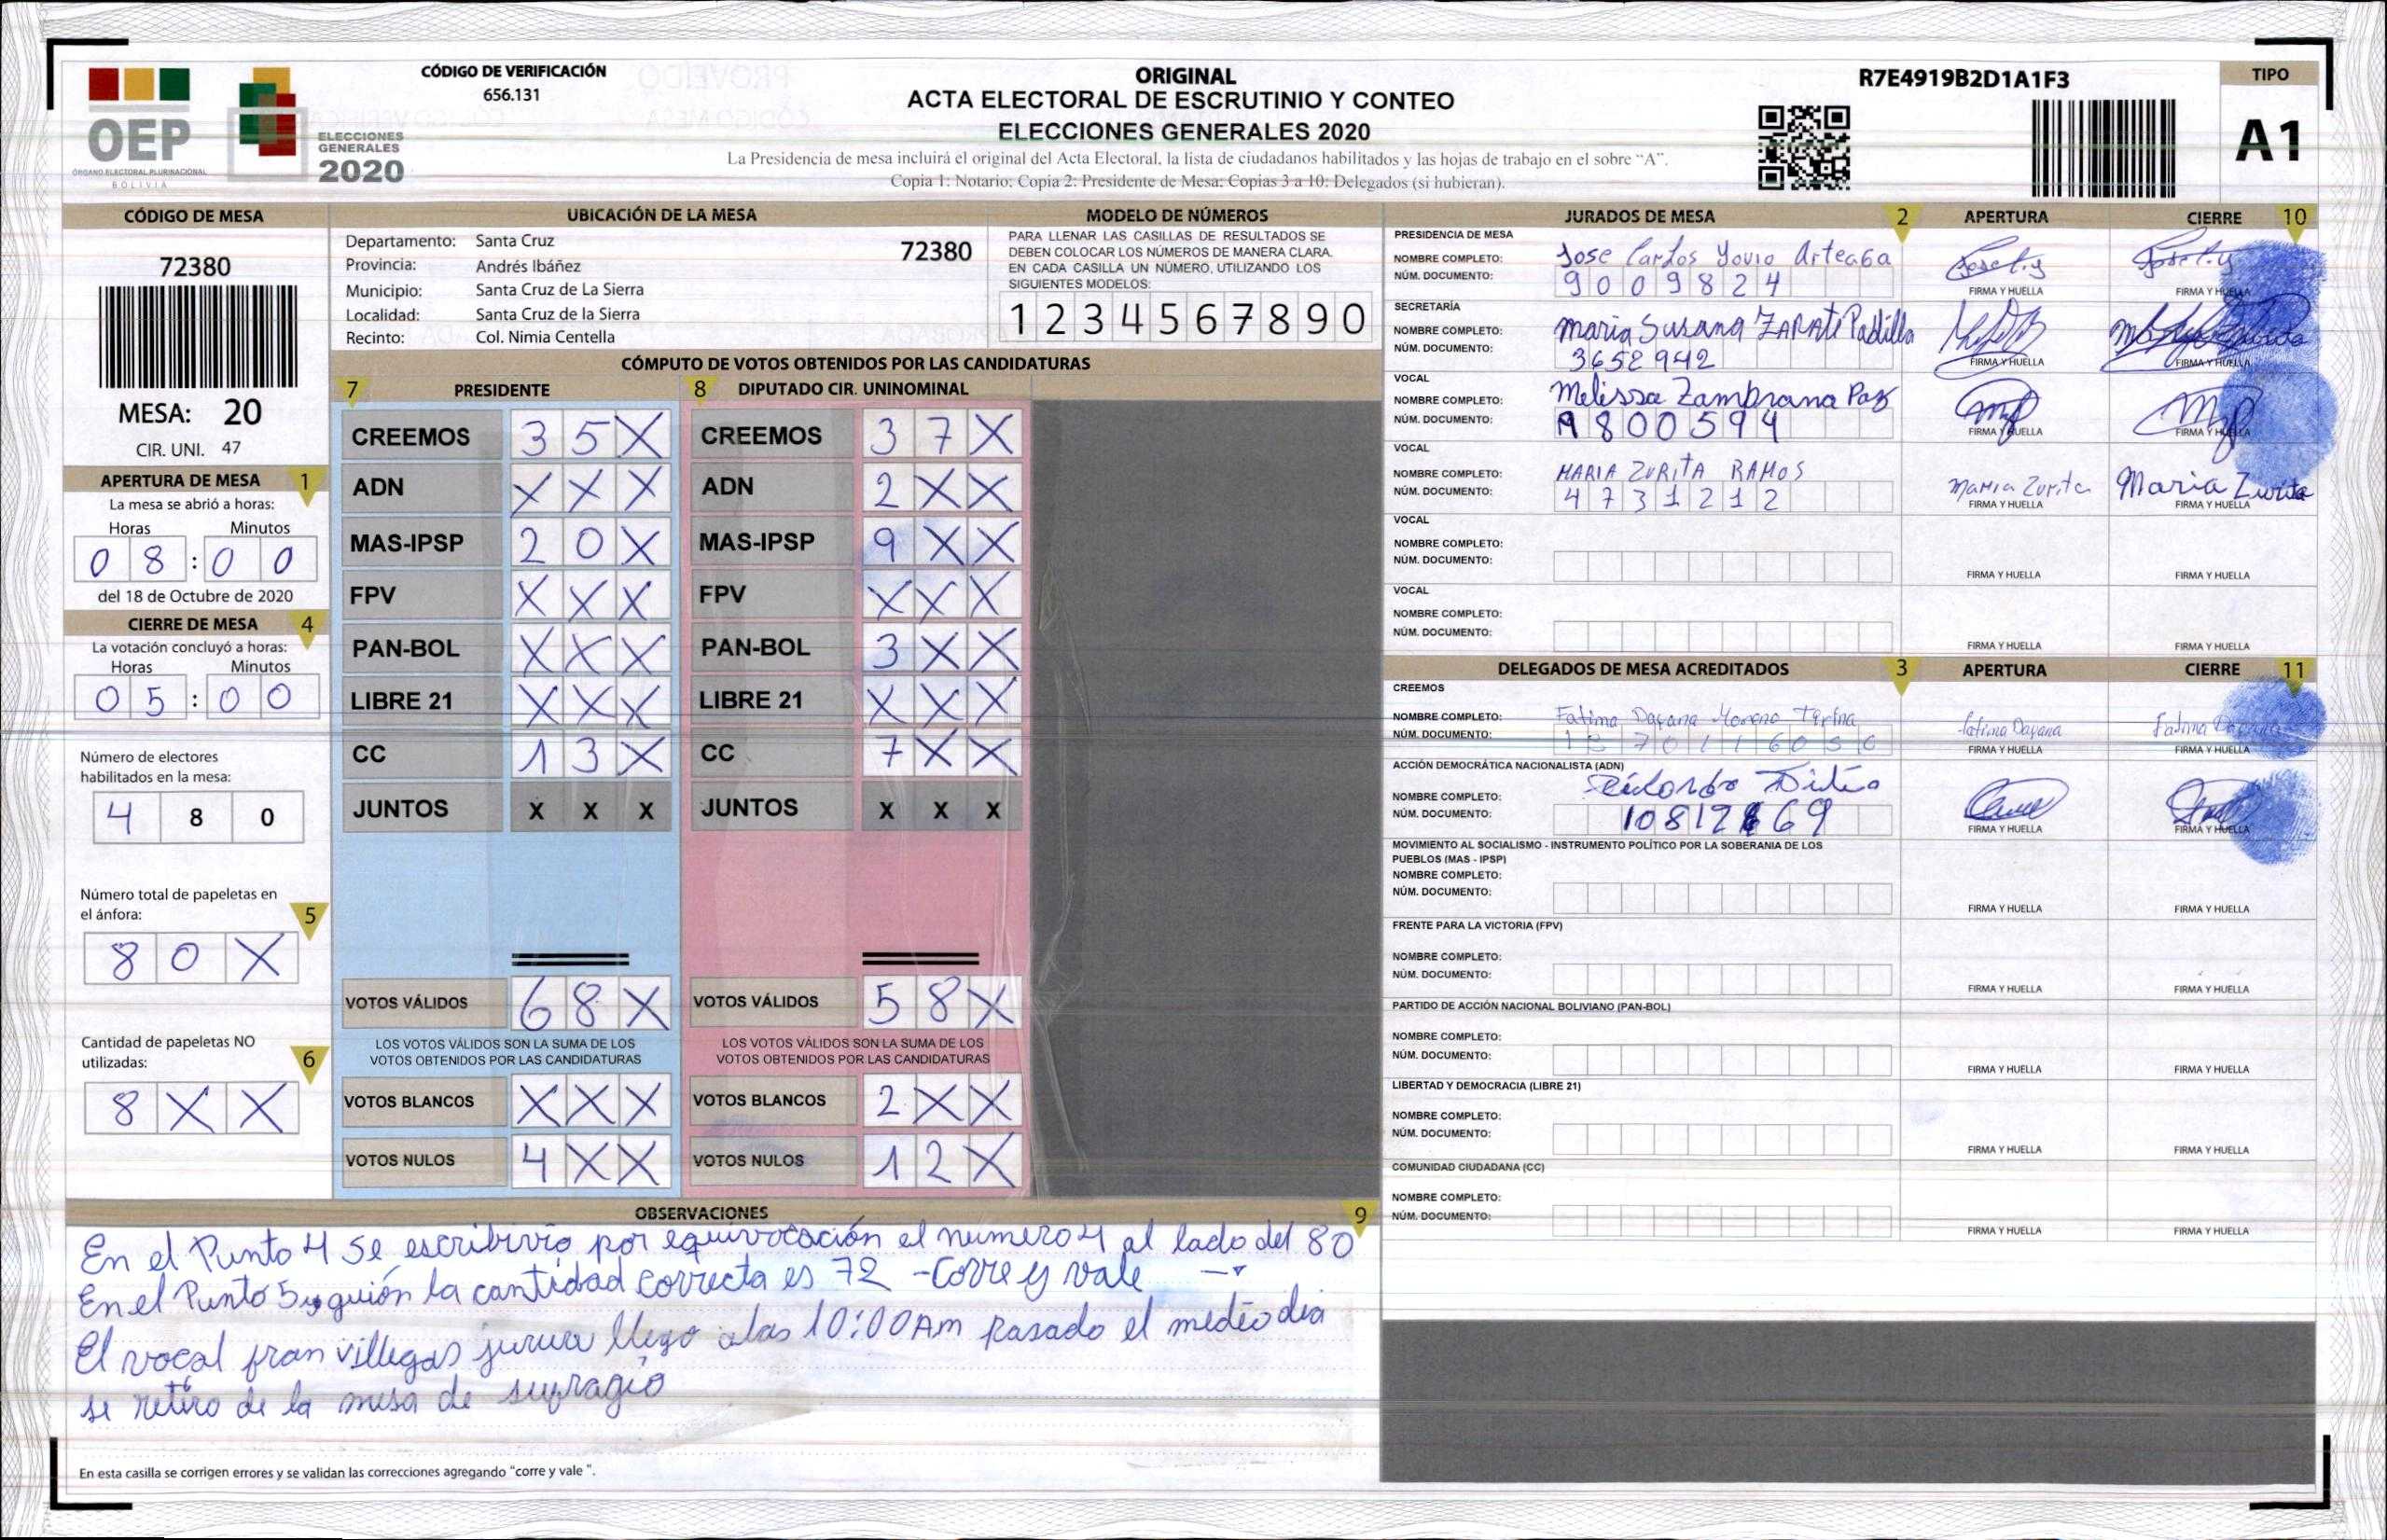 CÓDIGO DE VERIFICACIÓN
656.131
OEP
ÓRGANO ELECTORAL PLURINACIONAL
BOLIVIA
ELECCIONES
GENERALES
2020
ORIGINAL
ACTA ELECTORAL DE ESCRUTINIO Y CONTEO
ELECCIONES GENERALES 2020
La Presidencia de mesa incluirá el original del Acta Electoral, la lista de ciudadanos habilitados y las hojas de trabajo en el sobre "A".
Copia 1: Notario; Copia 2: Presidente de Mesa; Copias 3 a 10: Delegados (si hubieran).
R7E4919B2D1A1F3
TIPO
A1
CÓDIGO DE MESA
72380
MESA: 20
CIR. UNI. 47
APERTURA DE MESA 1
La mesa se abrió a horas:
Horas Minutos
0 8 : 0 0
del 18 de Octubre de 2020
CIERRE DE MESA 4
La votación concluyó a horas:
Horas Minutos
0 5 : 0 0
Número de electores
habilitados en la mesa:
4 8 0
Número total de papeletas en
el ánfora: 5
8 0 X
Cantidad de papeletas NO
utilizadas: 6
8 X X
UBICACIÓN DE LA MESA
Departamento: Santa Cruz 72380
Provincia: Andrés Ibáñez
Municipio: Santa Cruz de La Sierra
Localidad: Santa Cruz de la Sierra
Recinto: Col. Nimia Centella
MODELO DE NÚMEROS
PARA LLENAR LAS CASILLAS DE RESULTADOS SE
DEBEN COLOCAR LOS NÚMEROS DE MANERA CLARA.
EN CADA CASILLA UN NÚMERO, UTILIZANDO LOS
SIGUIENTES MODELOS:
1 2 3 4 5 6 7 8 9 0
CÓMPUTO DE VOTOS OBTENIDOS POR LAS CANDIDATURAS
7 PRESIDENTE
CREEMOS 3 5 X
ADN X X X
MAS-IPSP 2 0 X
FPV X X X
PAN-BOL X X X
LIBRE 21 X X X
CC 1 3 X
JUNTOS X X X
VOTOS VÁLIDOS 6 8 X
LOS VOTOS VÁLIDOS SON LA SUMA DE LOS
VOTOS OBTENIDOS POR LAS CANDIDATURAS
VOTOS BLANCOS X X X
VOTOS NULOS 4 X X
8 DIPUTADO CIR. UNINOMINAL
CREEMOS 3 7 X
ADN 2 X X
MAS-IPSP 9 X X
FPV X X X
PAN-BOL 3 X X
LIBRE 21 X X X
CC 7 X X
JUNTOS X X X
VOTOS VÁLIDOS 5 8 X
LOS VOTOS VÁLIDOS SON LA SUMA DE LOS
VOTOS OBTENIDOS POR LAS CANDIDATURAS
VOTOS BLANCOS 2 X X
VOTOS NULOS 1 2 X
OBSERVACIONES 9
En el Punto 4 se escribivio por equivocación el numero 4 al lado del 80
En el Punto 5 guión la cantidad correcta es 72 - Corre y vale
El vocal fran villegas llego a las 10:00 Am pasado el medio dia
se retiro de la mesa de sufragio
En esta casilla se corrigen errores y se validan las correcciones agregando "corre y vale ".
JURADOS DE MESA 2 APERTURA CIERRE 10
PRESIDENCIA DE MESA
NOMBRE COMPLETO: Jose Carlos Yovio Arteaga
NÚM. DOCUMENTO: 9 0 0 9 8 2 4
FIRMA Y HUELLA FIRMA Y HUELLA
SECRETARÍA
NOMBRE COMPLETO: Maria Susana ZARATE Padilla
NÚM. DOCUMENTO: 3652942
FIRMA Y HUELLA FIRMA Y HUELLA
VOCAL
NOMBRE COMPLETO: Melissa Zambrana Paz
NÚM. DOCUMENTO: 9800594
FIRMA Y HUELLA FIRMA Y HUELLA
VOCAL
NOMBRE COMPLETO: MARIA ZURITA RAMOS
NÚM. DOCUMENTO: 4 7 3 1 2 1 2
Maria Zurita Maria Zurita
FIRMA Y HUELLA FIRMA Y HUELLA
VOCAL
NOMBRE COMPLETO:
NÚM. DOCUMENTO:
FIRMA Y HUELLA FIRMA Y HUELLA
VOCAL
NOMBRE COMPLETO:
NÚM. DOCUMENTO:
FIRMA Y HUELLA FIRMA Y HUELLA
DELEGADOS DE MESA ACREDITADOS 3 APERTURA CIERRE 11
CREEMOS
NOMBRE COMPLETO: Fatima Dayana Moreno
NÚM. DOCUMENTO:
Fatima Dayana Fatima Dayana
FIRMA Y HUELLA FIRMA Y HUELLA
ACCIÓN DEMOCRÁTICA NACIONALISTA (ADN)
NOMBRE COMPLETO:
NÚM. DOCUMENTO:
FIRMA Y HUELLA FIRMA Y HUELLA
MOVIMIENTO AL SOCIALISMO - INSTRUMENTO POLÍTICO POR LA SOBERANIA DE LOS
PUEBLOS (MAS - IPSP)
NOMBRE COMPLETO:
NÚM. DOCUMENTO:
FIRMA Y HUELLA FIRMA Y HUELLA
FRENTE PARA LA VICTORIA (FPV)
NOMBRE COMPLETO:
NÚM. DOCUMENTO:
FIRMA Y HUELLA FIRMA Y HUELLA
PARTIDO DE ACCIÓN NACIONAL BOLIVIANO (PAN-BOL)
NOMBRE COMPLETO:
NÚM. DOCUMENTO:
FIRMA Y HUELLA FIRMA Y HUELLA
LIBERTAD Y DEMOCRACIA (LIBRE 21)
NOMBRE COMPLETO:
NÚM. DOCUMENTO:
FIRMA Y HUELLA FIRMA Y HUELLA
COMUNIDAD CIUDADANA (CC)
NOMBRE COMPLETO:
NÚM. DOCUMENTO:
FIRMA Y HUELLA FIRMA Y HUELLA